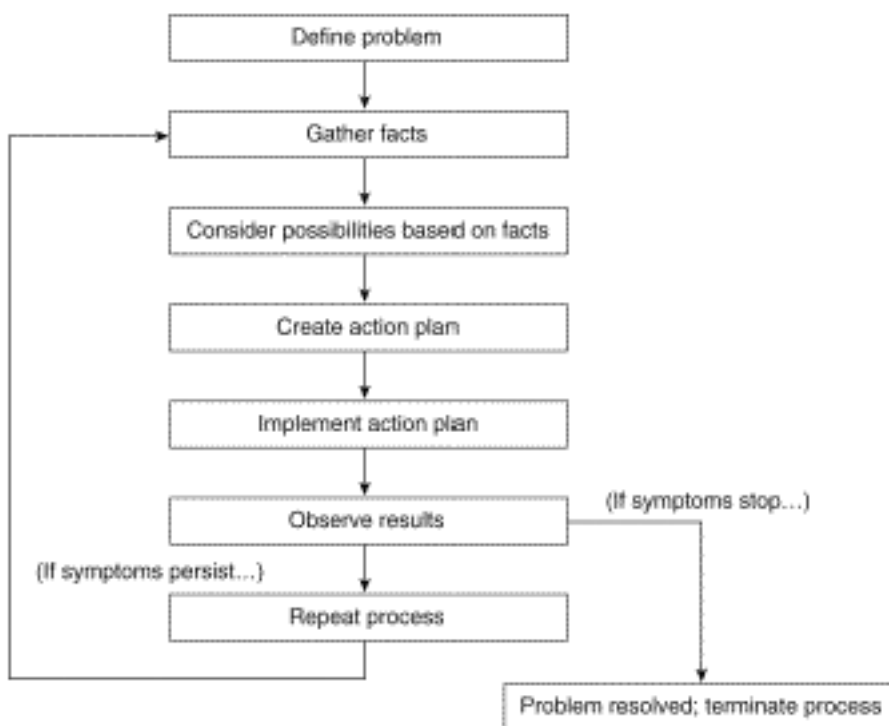 Define problem
Gather facts
Consider possibilities based on facts
Create action plan
Implement action plan
(If symptoms stop...)
Observe results
(If symptoms persist...)
Repeat process
Problem resolved; terminate process